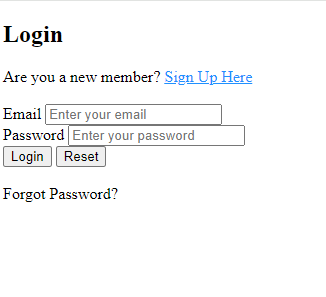 Login
Are you a new member? Sign Up Here
Email Enter your email
Password Enter your password
Login Reset
Forgot Password?